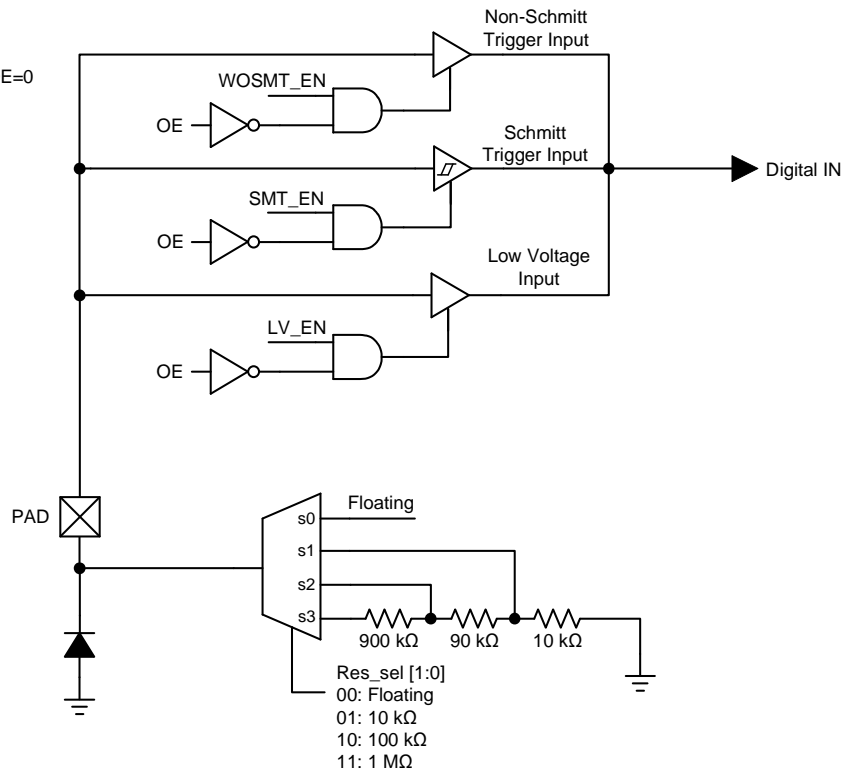 Non-Schmitt
Trigger Input
E=0
WOSMT_EN
OE
Schmitt
Trigger Input
Digital IN
SMT_EN
OE
Low Voltage
Input
LV_EN
OE
PAD
Floating
s0
s1
s2
s3
900 kΩ
90 kΩ
10 kΩ
Res_sel [1:0]
00: Floating
01: 10 kΩ
10: 100 kΩ
11: 1 MΩ